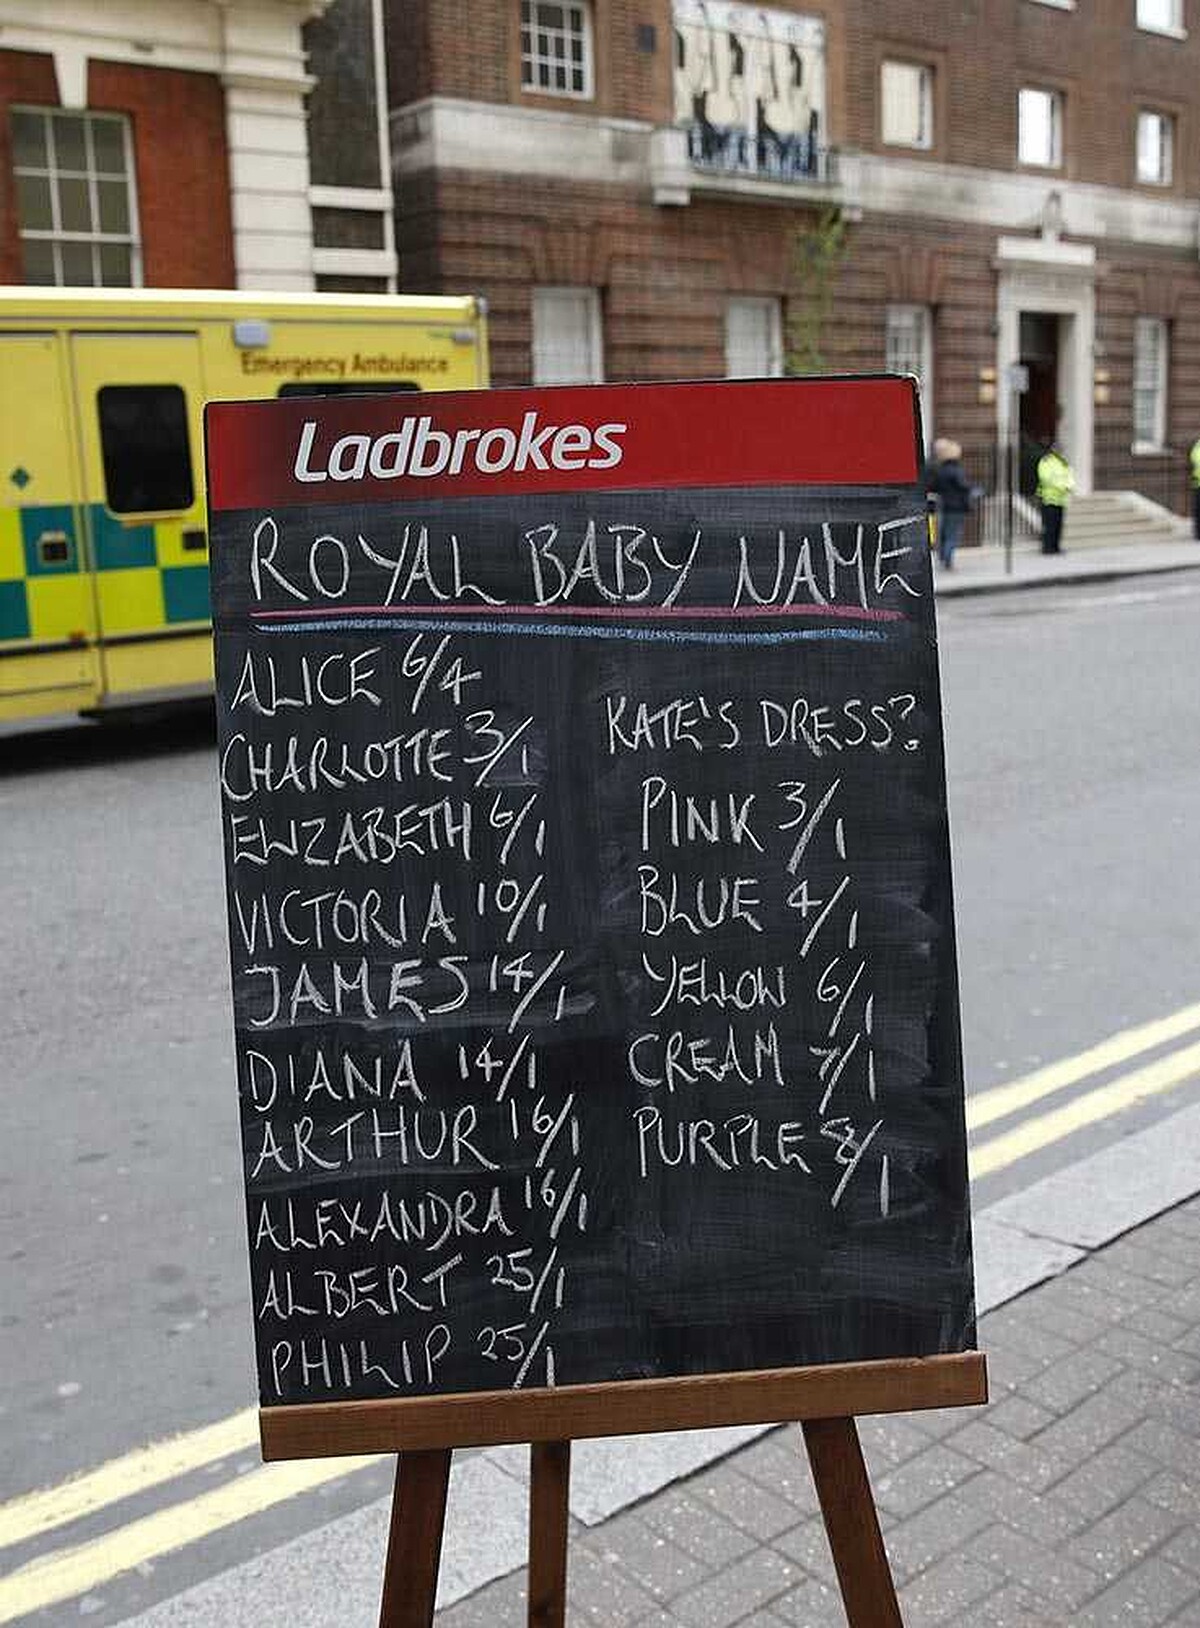 Emergency Ambulance
Ladbrokes
ROYAL BABY NAME
ALICE 6/4
CHARLOTTE 3/1
ELIZABETH 6/1
VICTORIA 10/1
JAMES 14/1
DIANA 14/1
ARTHUR 16/1
ALEXANDRA 16/1
ALBERT 25/1
PHILIP 25/1
KATE'S DRESS?
PINK 3/1
BLUE 4/1
YELLOW 6/1
CREAM 7/1
PURPLE 8/1